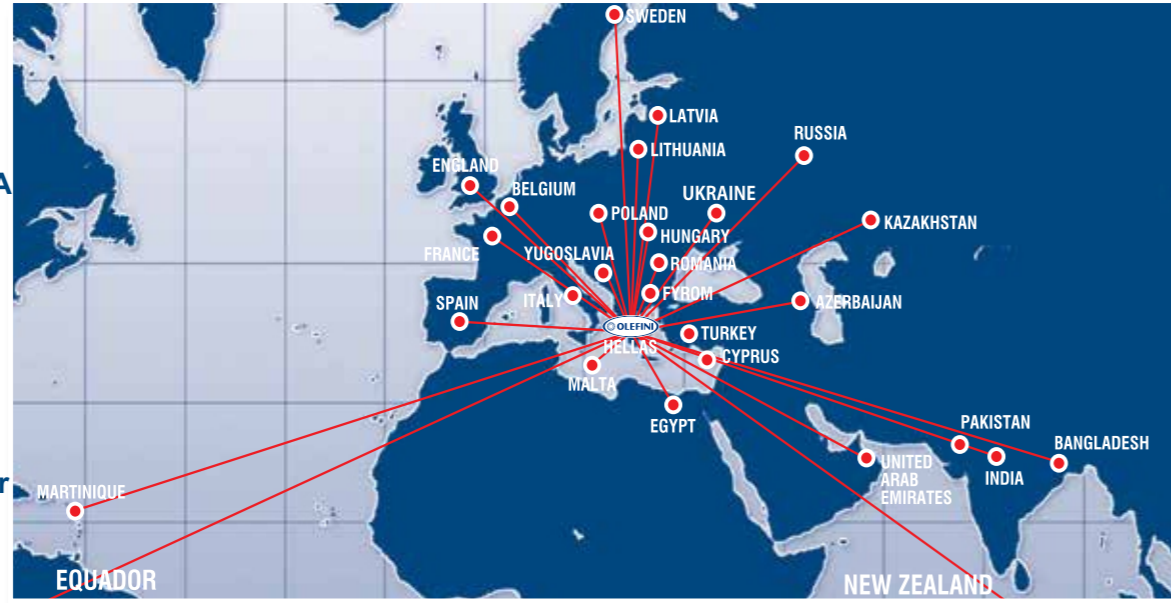 SWEDEN
LATVIA
RUSSIA
LITHUANIA
ENGLAND
A
BELGIUM
UKRAINE
POLAND
KAZAKHSTAN
HUNGARY
FRANCE
YUGOSLAVIA
ROMANIA
FYROM
ITALY
SPAIN
AZERBAIJAN
OLEFINI
TURKEY
HELLAS
CYPRUS
MALTA
EGYPT
PAKISTAN
BANGLADESH
INDIA
UNITED
ARAB
EMIRATES
r
MARTINIQUE
EQUADOR
NEW ZEALAND